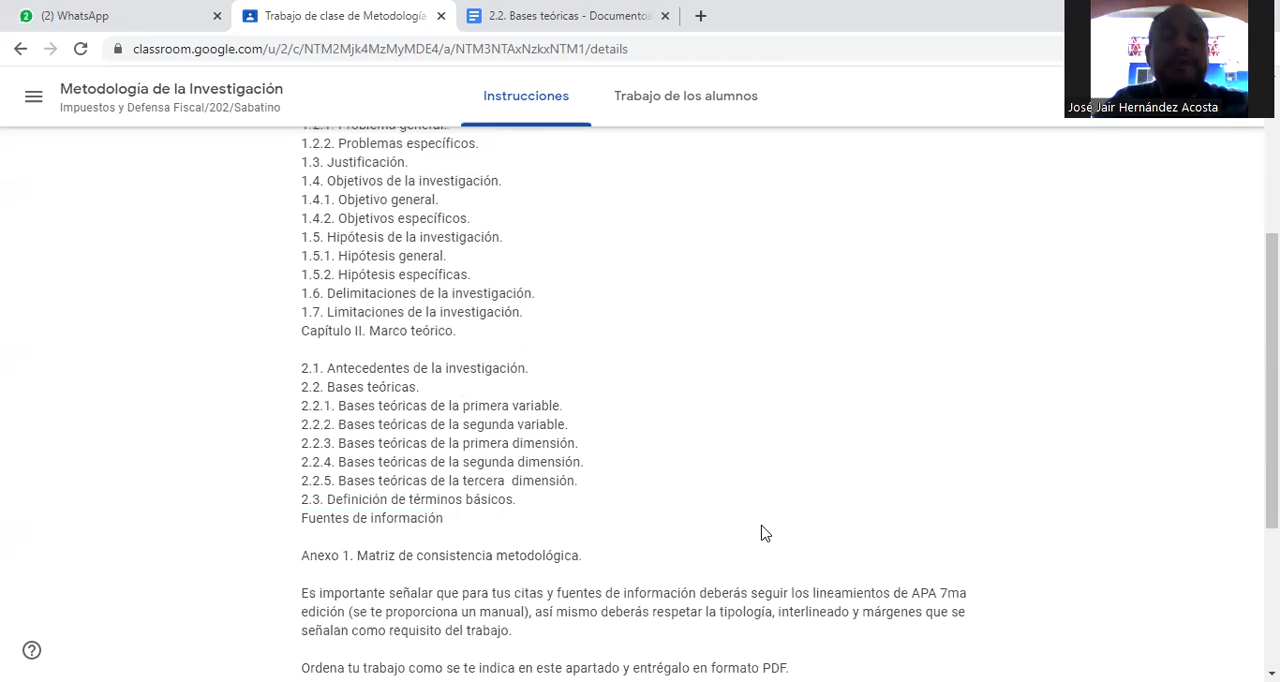 2
(2) WhatsApp
Trabajo de clase de Metodología
2.2. Bases teóricas - Documentos
classroom.google.com/u/2/c/NTM2Mjk4MzMyMDE4/a/NTM3NTAxNzkxNTM1/details
Metodología de la Investigación
Impuestos y Defensa Fiscal/202/Sabatino
Instrucciones
Trabajo de los alumnos
José Jair Hernández Acosta
1.2.1. Problema general.
1.2.2. Problemas específicos.
1.3. Justificación.
1.4. Objetivos de la investigación.
1.4.1. Objetivo general.
1.4.2. Objetivos específicos.
1.5. Hipótesis de la investigación.
1.5.1. Hipótesis general.
1.5.2. Hipótesis específicas.
1.6. Delimitaciones de la investigación.
1.7. Limitaciones de la investigación.
Capítulo II. Marco teórico.
2.1. Antecedentes de la investigación.
2.2. Bases teóricas.
2.2.1. Bases teóricas de la primera variable.
2.2.2. Bases teóricas de la segunda variable.
2.2.3. Bases teóricas de la primera dimensión.
2.2.4. Bases teóricas de la segunda dimensión.
2.2.5. Bases teóricas de la tercera  dimensión.
2.3. Definición de términos básicos.
Fuentes de información
Anexo 1. Matriz de consistencia metodológica.
Es importante señalar que para tus citas y fuentes de información deberás seguir los lineamientos de APA 7ma
edición (se te proporciona un manual), así mismo deberás respetar la tipología, interlineado y márgenes que se
señalan como requisito del trabajo.
Ordena tu trabajo como se te indica en este apartado y entrégalo en formato PDF.